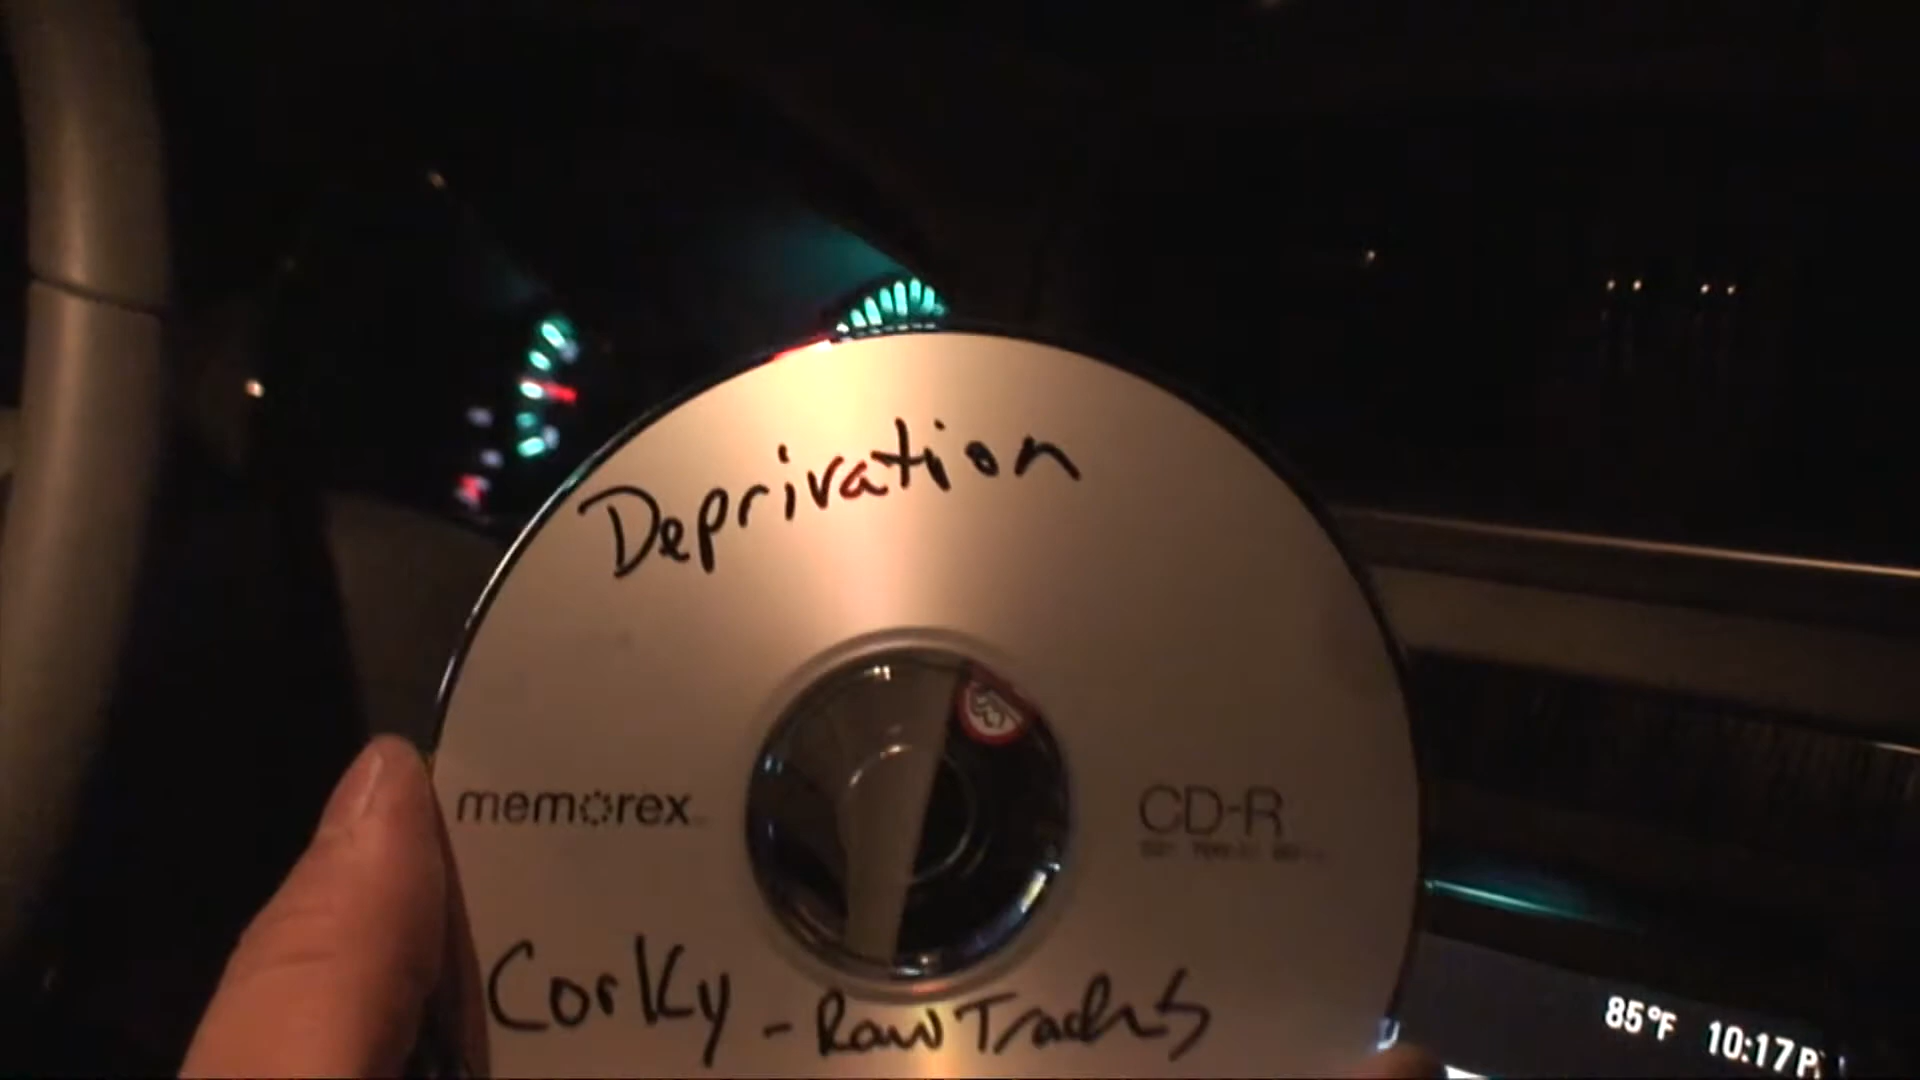 Deprivation
memorex
CD-R
Corky - Raw Tracks
85°F 10:17 P